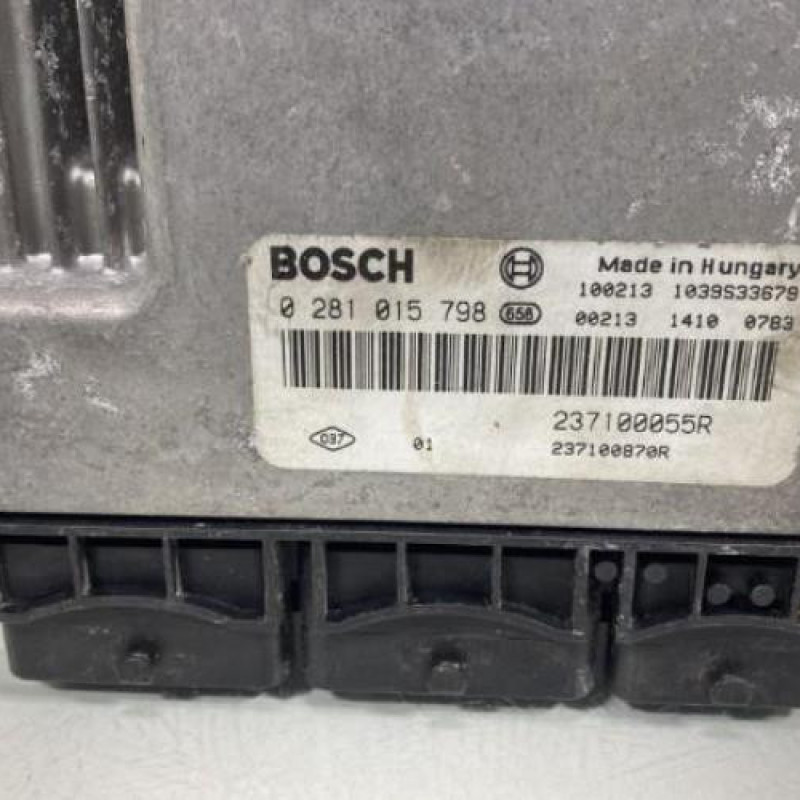 BOSCH
Made in Hungary
100213 1039S33679
0 281 015 798 658
00213 1410 0783
237100055R
037 01
237100870R